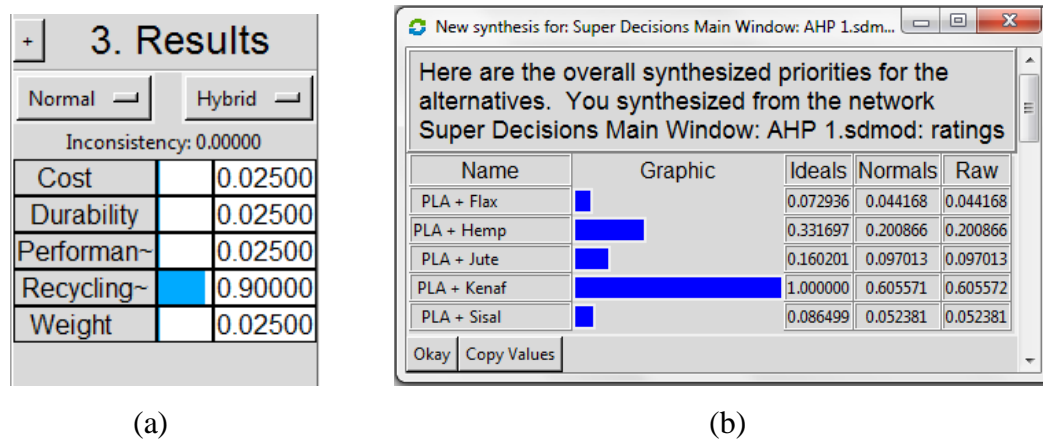 + 3. Results
Normal Hybrid
Inconsistency: 0.00000
Cost 0.02500
Durability 0.02500
Performan~ 0.02500
Recycling~ 0.90000
Weight 0.02500
(a)
New synthesis for: Super Decisions Main Window: AHP 1.sdm...
Here are the overall synthesized priorities for the
alternatives. You synthesized from the network
Super Decisions Main Window: AHP 1.sdmod: ratings
Name Graphic Ideals Normals Raw
PLA + Flax 0.072936 0.044168 0.044168
PLA + Hemp 0.331697 0.200866 0.200866
PLA + Jute 0.160201 0.097013 0.097013
PLA + Kenaf 1.000000 0.605571 0.605572
PLA + Sisal 0.086499 0.052381 0.052381
Okay Copy Values
(b)